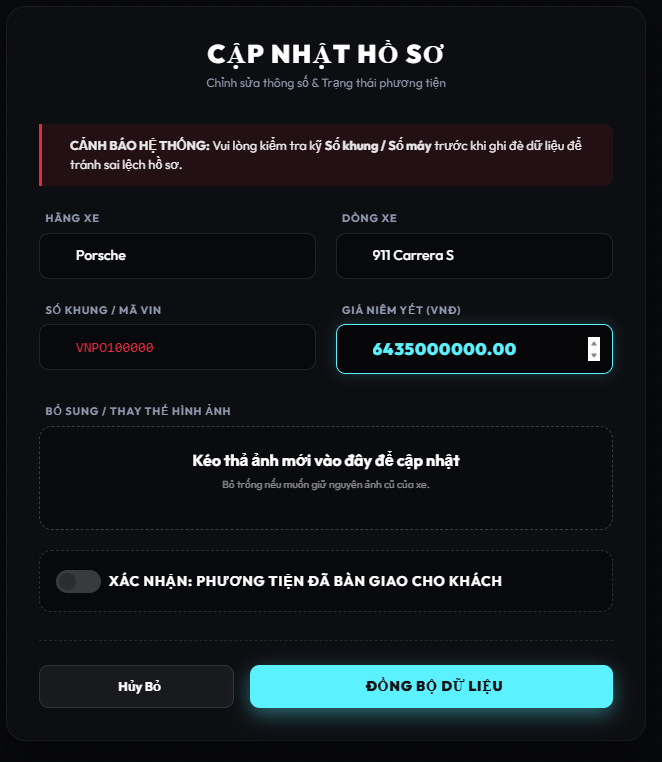 CẬP NHẬT HỒ SƠ
Chỉnh sửa thông số & Trạng thái phương tiện
CẢNH BÁO HỆ THỐNG: Vui lòng kiểm tra kỹ Số khung / Số máy trước khi ghi đè dữ liệu để
tránh sai lệch hồ sơ.
HÃNG XE
DÒNG XE
Porsche
911 Carrera S
SỐ KHUNG / MÃ VIN
GIÁ NIÊM YẾT (VNĐ)
VNPO100000
6435000000.00
BỔ SUNG / THAY THẾ HÌNH ẢNH
Kéo thả ảnh mới vào đây để cập nhật
Bỏ trống nếu muốn giữ nguyên ảnh cũ của xe.
XÁC NHẬN: PHƯƠNG TIỆN ĐÃ BÀN GIAO CHO KHÁCH
Hủy Bỏ
ĐỒNG BỘ DỮ LIỆU